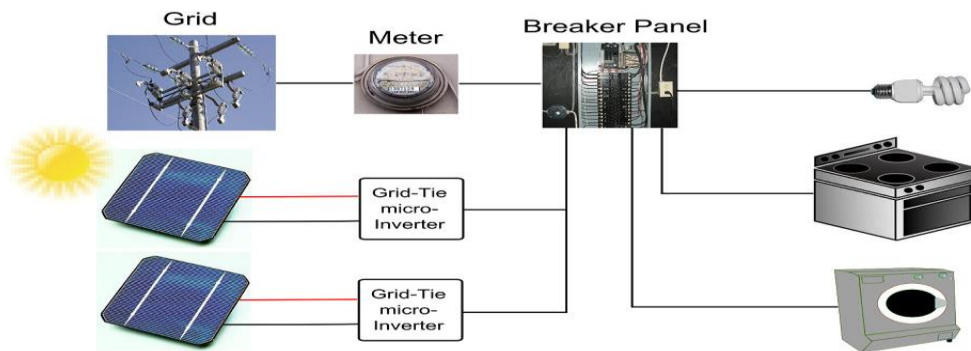 Grid
Meter
Breaker Panel
Grid-Tie
micro-
Inverter
Grid-Tie
micro-
Inverter